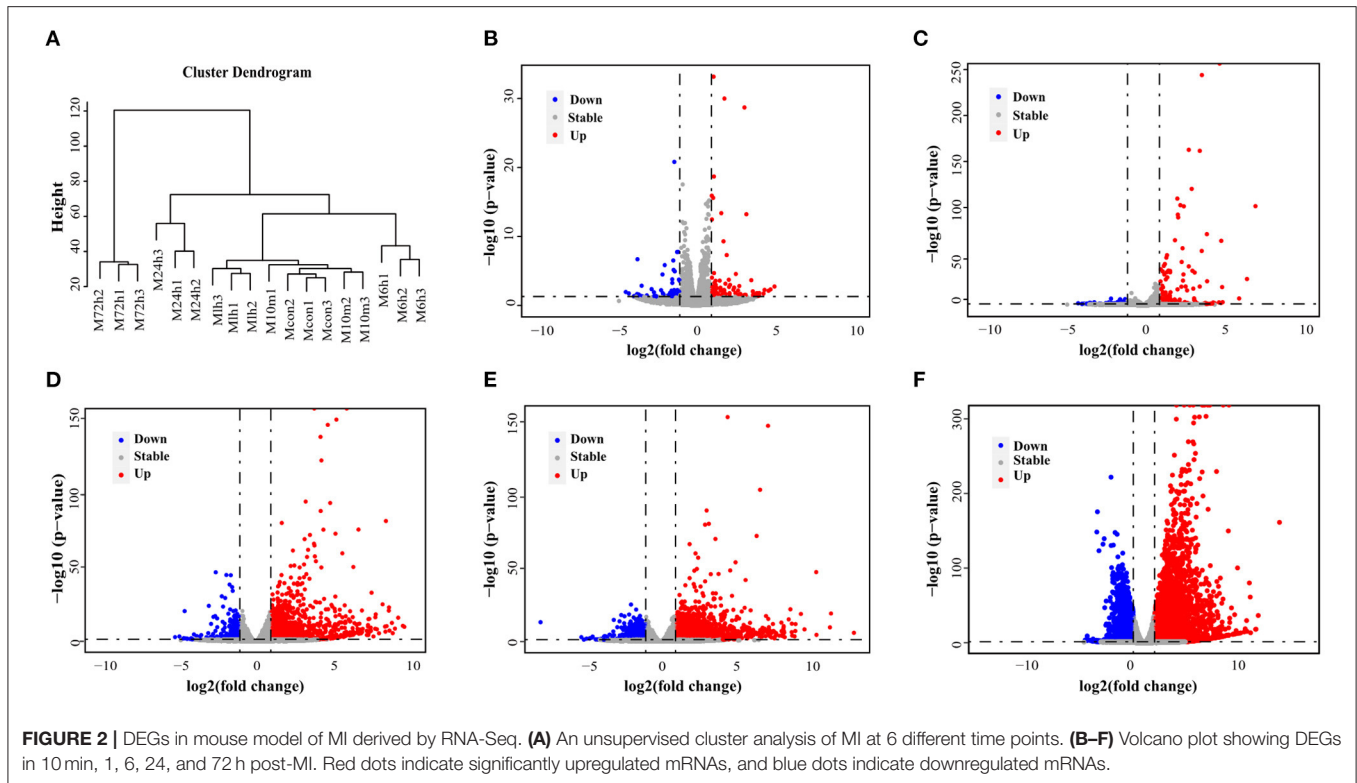 A
Cluster Dendrogram
Height
20 40 60 80 100 120
M72h2
M72h1
M72h3
M24h3
M24h1
M24h2
M1h3
M1h1
M1h2
M10m1
Mcon2
Mcon1
Mcon3
M10m2
M10m3
M6h1
M6h2
M6h3
B
−log10 (p−value)
30
20
10
0
Down
Stable
Up
−10 −5 0 5 10
log2(fold change)
C
−log10 (p−value)
250
150
100
50
0
Down
Stable
Up
−10 −5 0 5 10
log2(fold change)
D
−log10 (p−value)
150
100
50
0
Down
Stable
Up
−10 −5 0 5 10
log2(fold change)
E
−log10 (p−value)
150
100
50
0
Down
Stable
Up
−5 0 5 10
log2(fold change)
F
−log10 (p−value)
300
200
100
0
Down
Stable
Up
−10 0 10
log2(fold change)
FIGURE 2 | DEGs in mouse model of MI derived by RNA-Seq. (A) An unsupervised cluster analysis of MI at 6 different time points. (B–F) Volcano plot showing DEGs
in 10 min, 1, 6, 24, and 72 h post-MI. Red dots indicate significantly upregulated mRNAs, and blue dots indicate downregulated mRNAs.